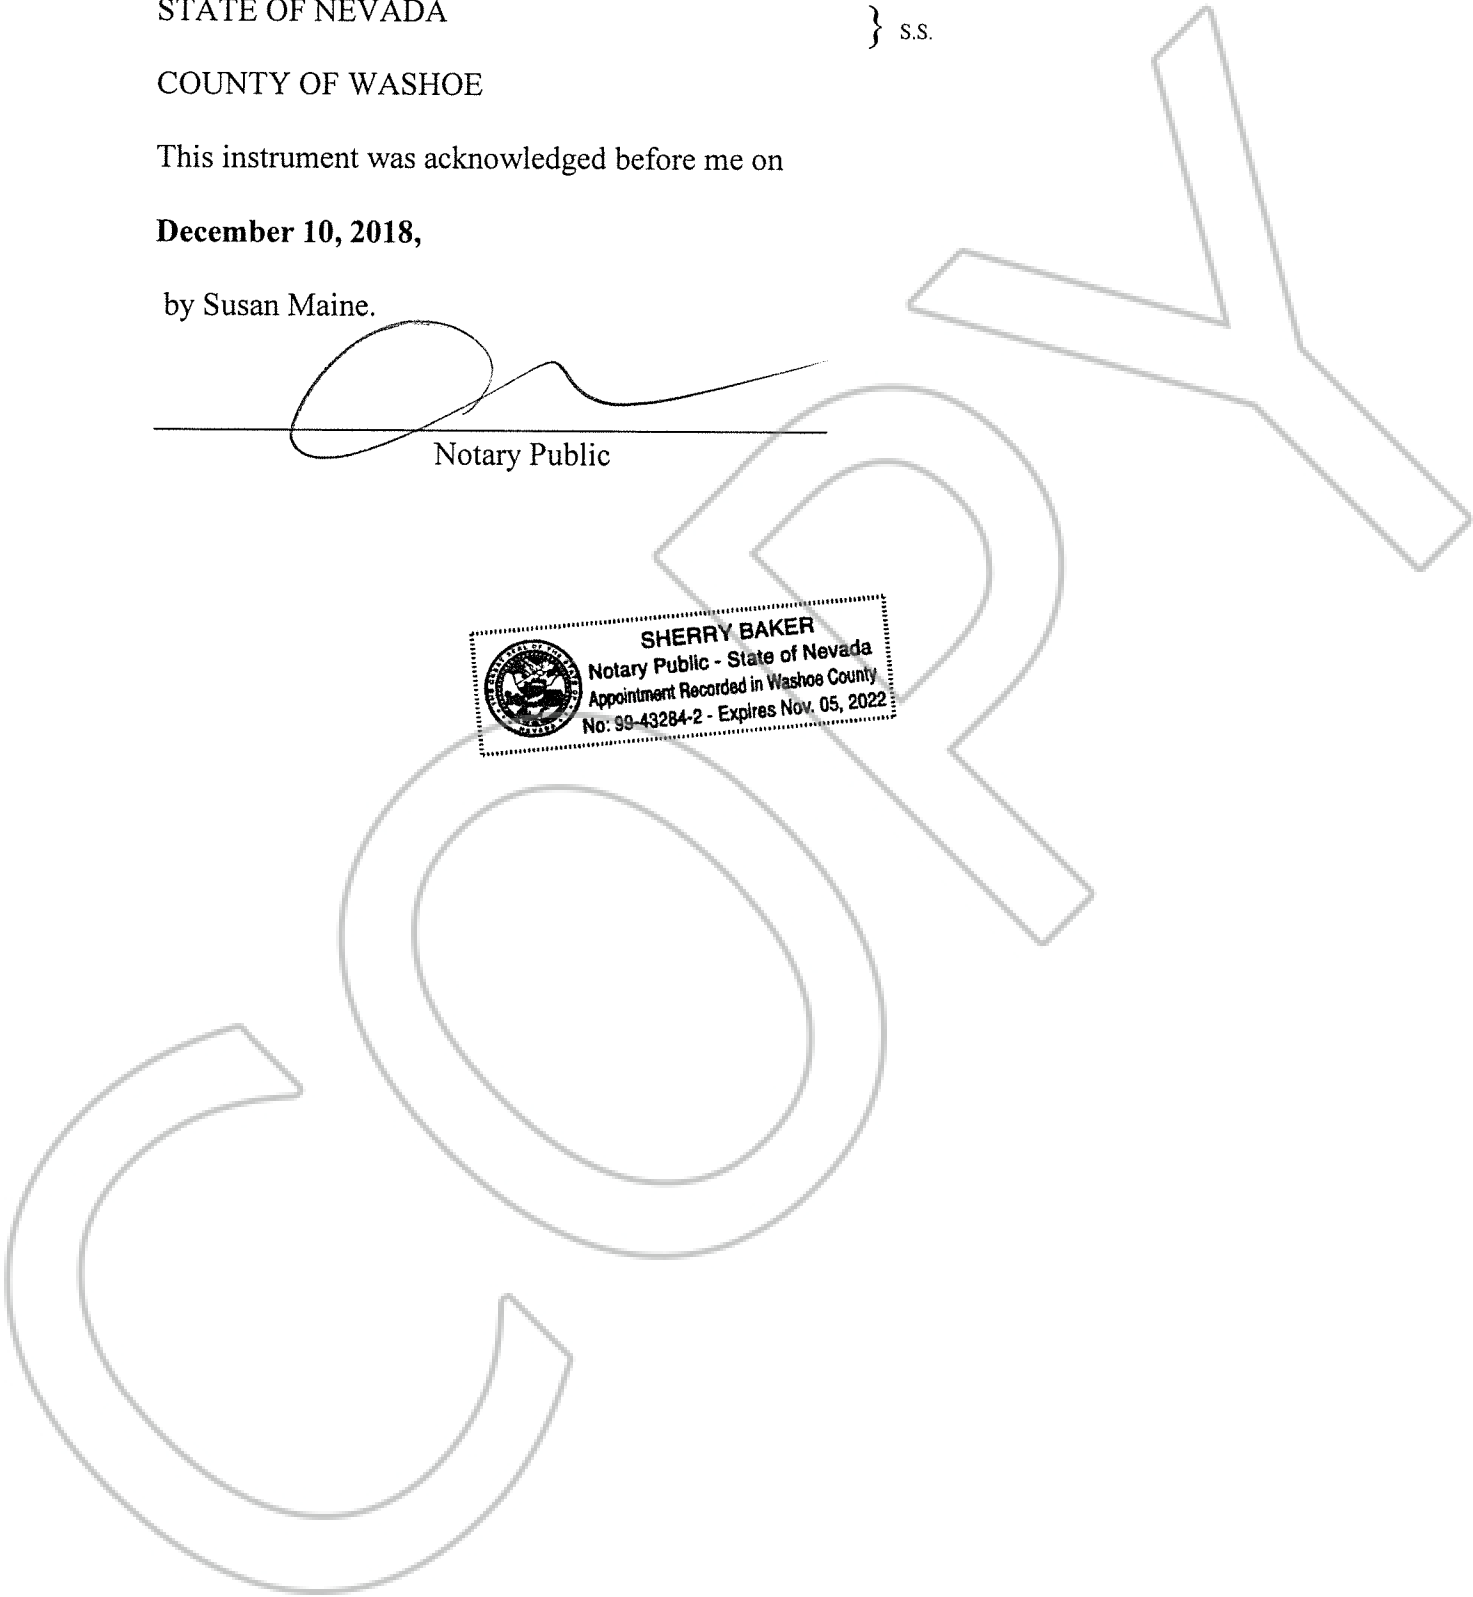 STATE OF NEVADA
} s.s.
COUNTY OF WASHOE
This instrument was acknowledged before me on
December 10, 2018,
by Susan Maine.
Notary Public
SHERRY BAKER
Notary Public - State of Nevada
Appointment Recorded in Washoe County
No: 99-43284-2 - Expires Nov. 05, 2022
COPY